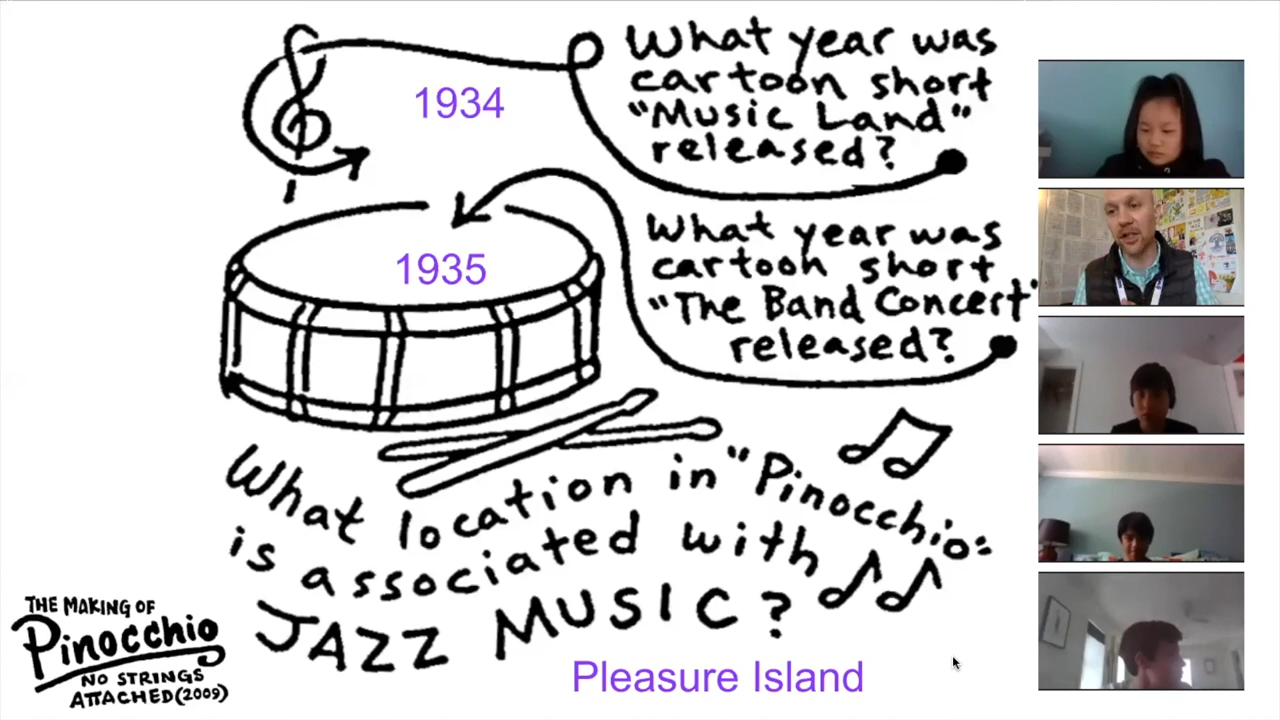 What year was
cartoon short
"Music Land"
released?
1934
What year was
cartoon short
"The Band Concert"
released?
1935
What location in "Pinocchio"
is associated with
JAZZ MUSIC?
Pleasure Island
THE MAKING OF
Pinocchio
NO STRINGS
ATTACHED (2009)